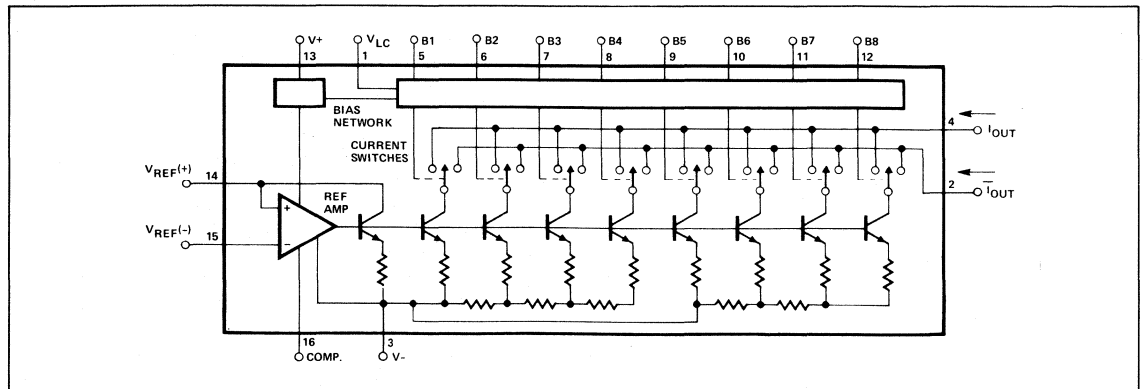 V+ VLC B1 B2 B3 B4 B5 B6 B7 B8
13 1 5 6 7 8 9 10 11 12
BIAS
NETWORK
CURRENT
SWITCHES
4
IOUT
2
IOUT
VREF(+)
14
REF
AMP
+
VREF(-)
15
−
16
COMP.
3
V-